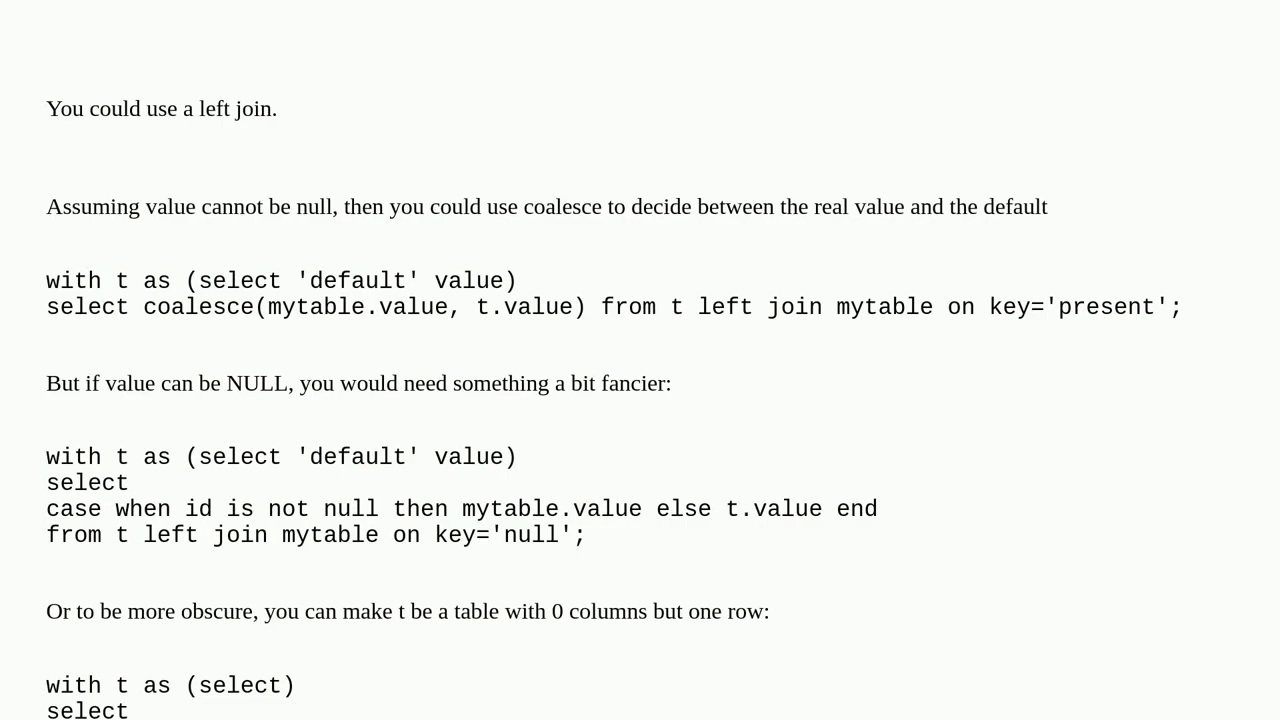 You could use a left join.
Assuming value cannot be null, then you could use coalesce to decide between the real value and the default
with t as (select 'default' value)
select coalesce(mytable.value, t.value) from t left join mytable on key='present';
But if value can be NULL, you would need something a bit fancier:
with t as (select 'default' value)
select
case when id is not null then mytable.value else t.value end
from t left join mytable on key='null';
Or to be more obscure, you can make t be a table with 0 columns but one row:
with t as (select)
select